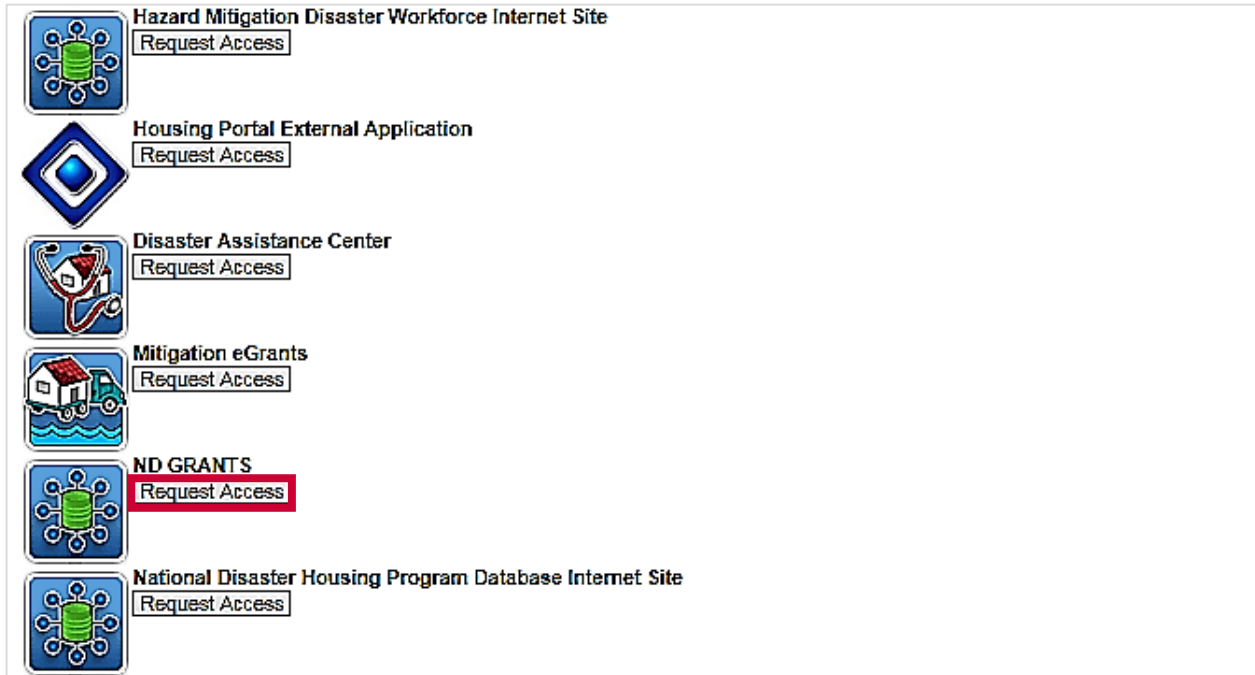 Hazard Mitigation Disaster Workforce Internet Site
Request Access
Housing Portal External Application
Request Access
Disaster Assistance Center
Request Access
Mitigation eGrants
Request Access
ND GRANTS
Request Access
National Disaster Housing Program Database Internet Site
Request Access